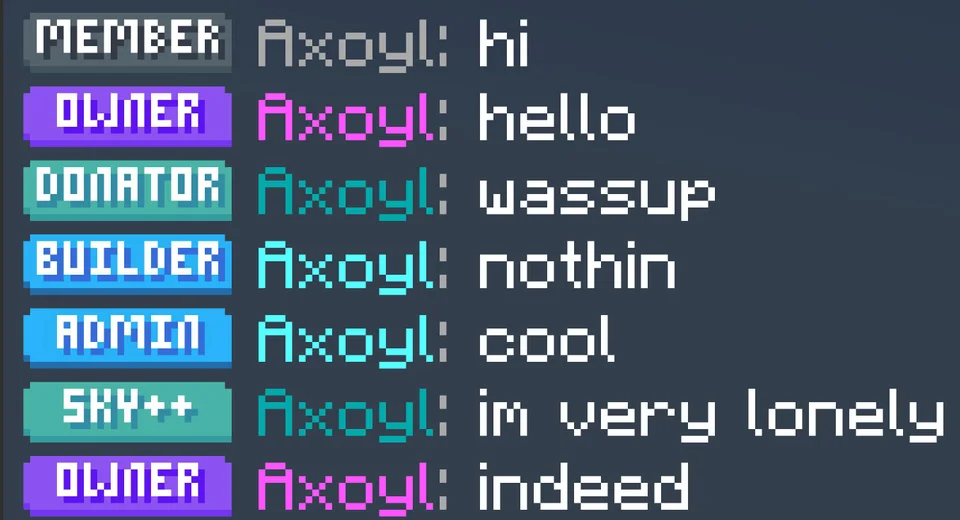 MEMBER Axoyl: hi
OWNER Axoyl: hello
DONATOR Axoyl: wassup
BUILDER Axoyl: nothin
ADMIN Axoyl: cool
SKY++ Axoyl: im very lonely
OWNER Axoyl: indeed